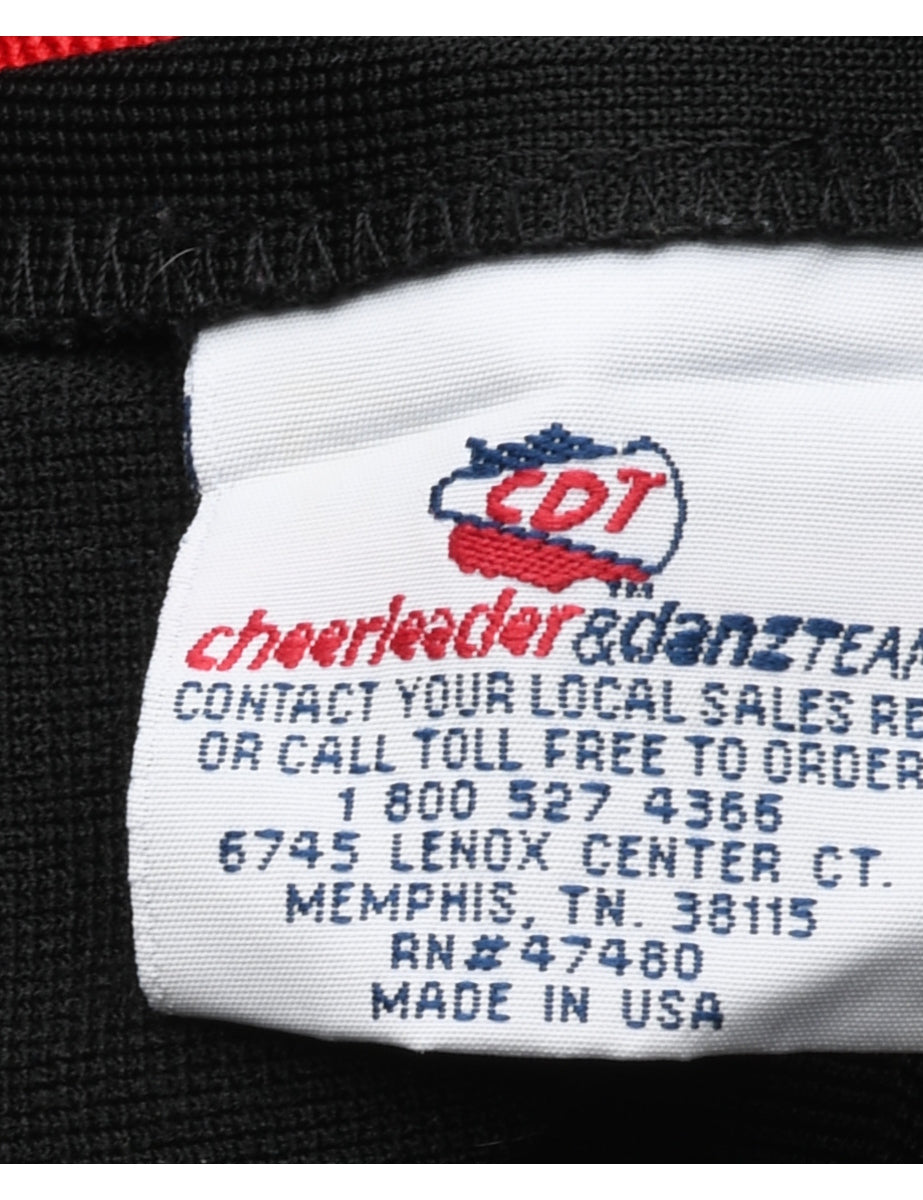 CDT
™
cheerleader&danzTEAM
CONTACT YOUR LOCAL SALES RE
OR CALL TOLL FREE TO ORDER
1 800 527 4366
6745 LENOX CENTER CT.
MEMPHIS, TN. 38115
RN#47480
MADE IN USA